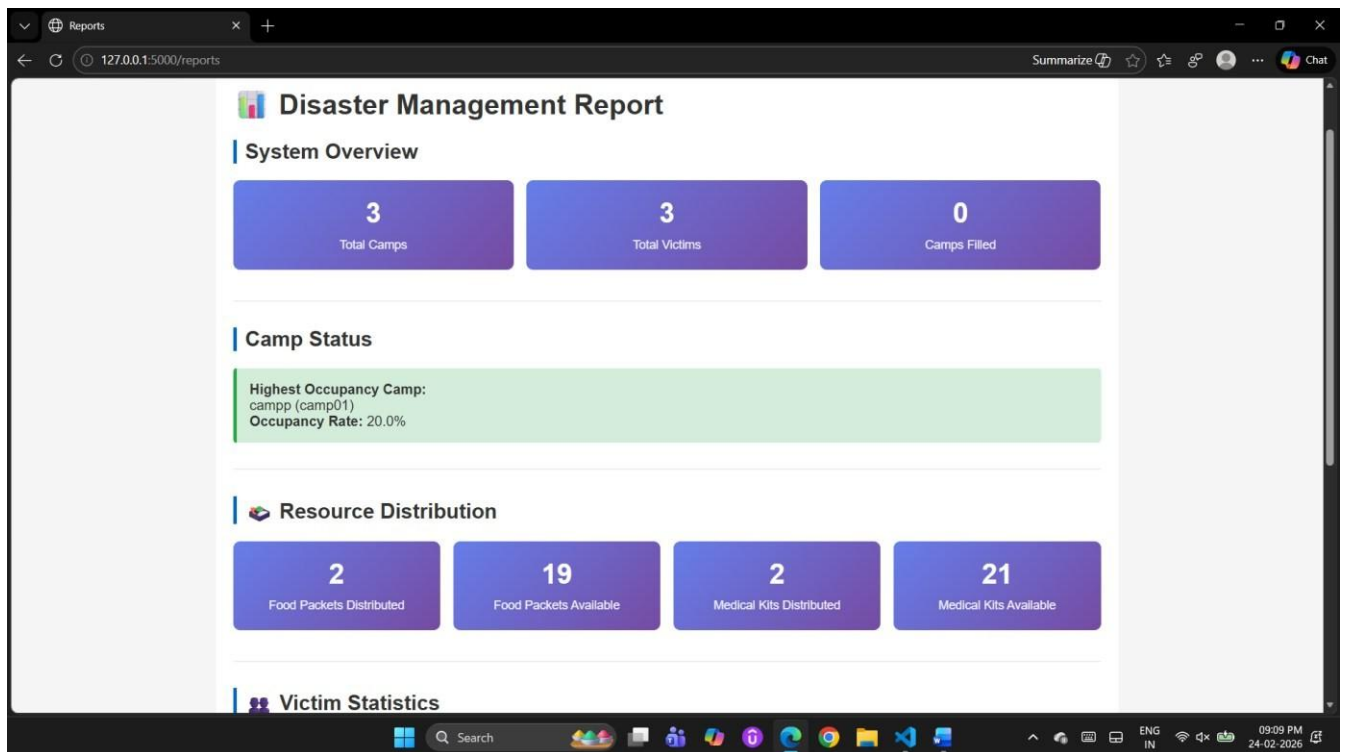 Reports
127.0.0.1:5000/reports
Summarize
Chat
Disaster Management Report
System Overview
3
Total Camps
3
Total Victims
0
Camps Filled
Camp Status
Highest Occupancy Camp:
campp (camp01)
Occupancy Rate: 20.0%
Resource Distribution
2
Food Packets Distributed
19
Food Packets Available
2
Medical Kits Distributed
21
Medical Kits Available
Victim Statistics
Search
ENG
IN
09:09 PM
24-02-2026